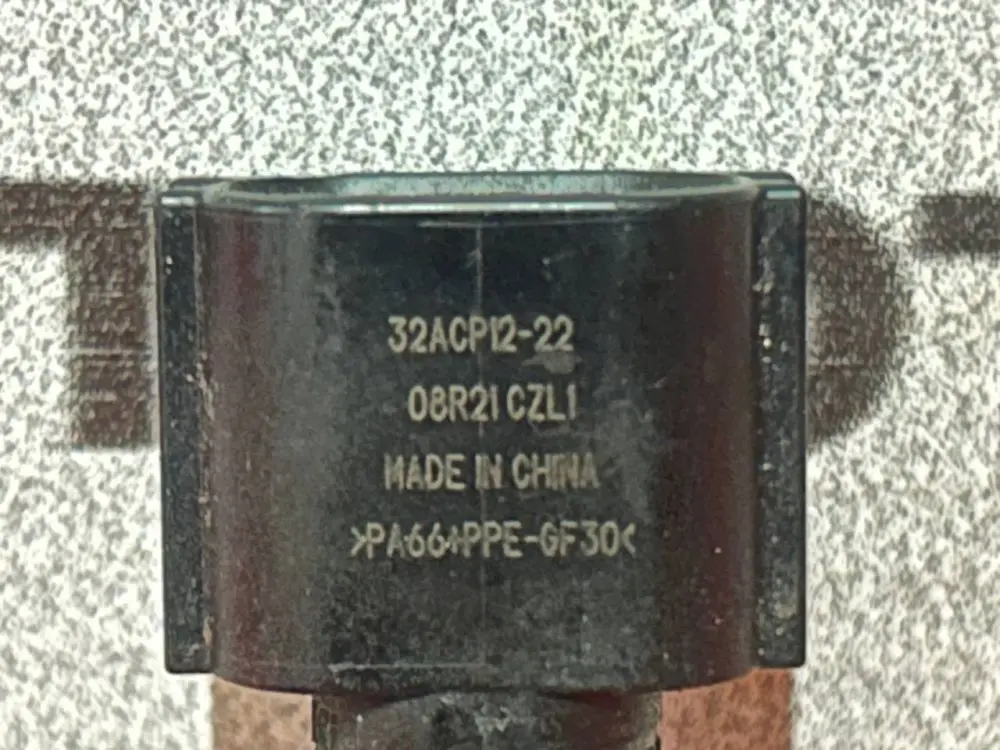 32ACP12-22
08R21 CZL1
MADE IN CHINA
>PA66+PPE-GF30<